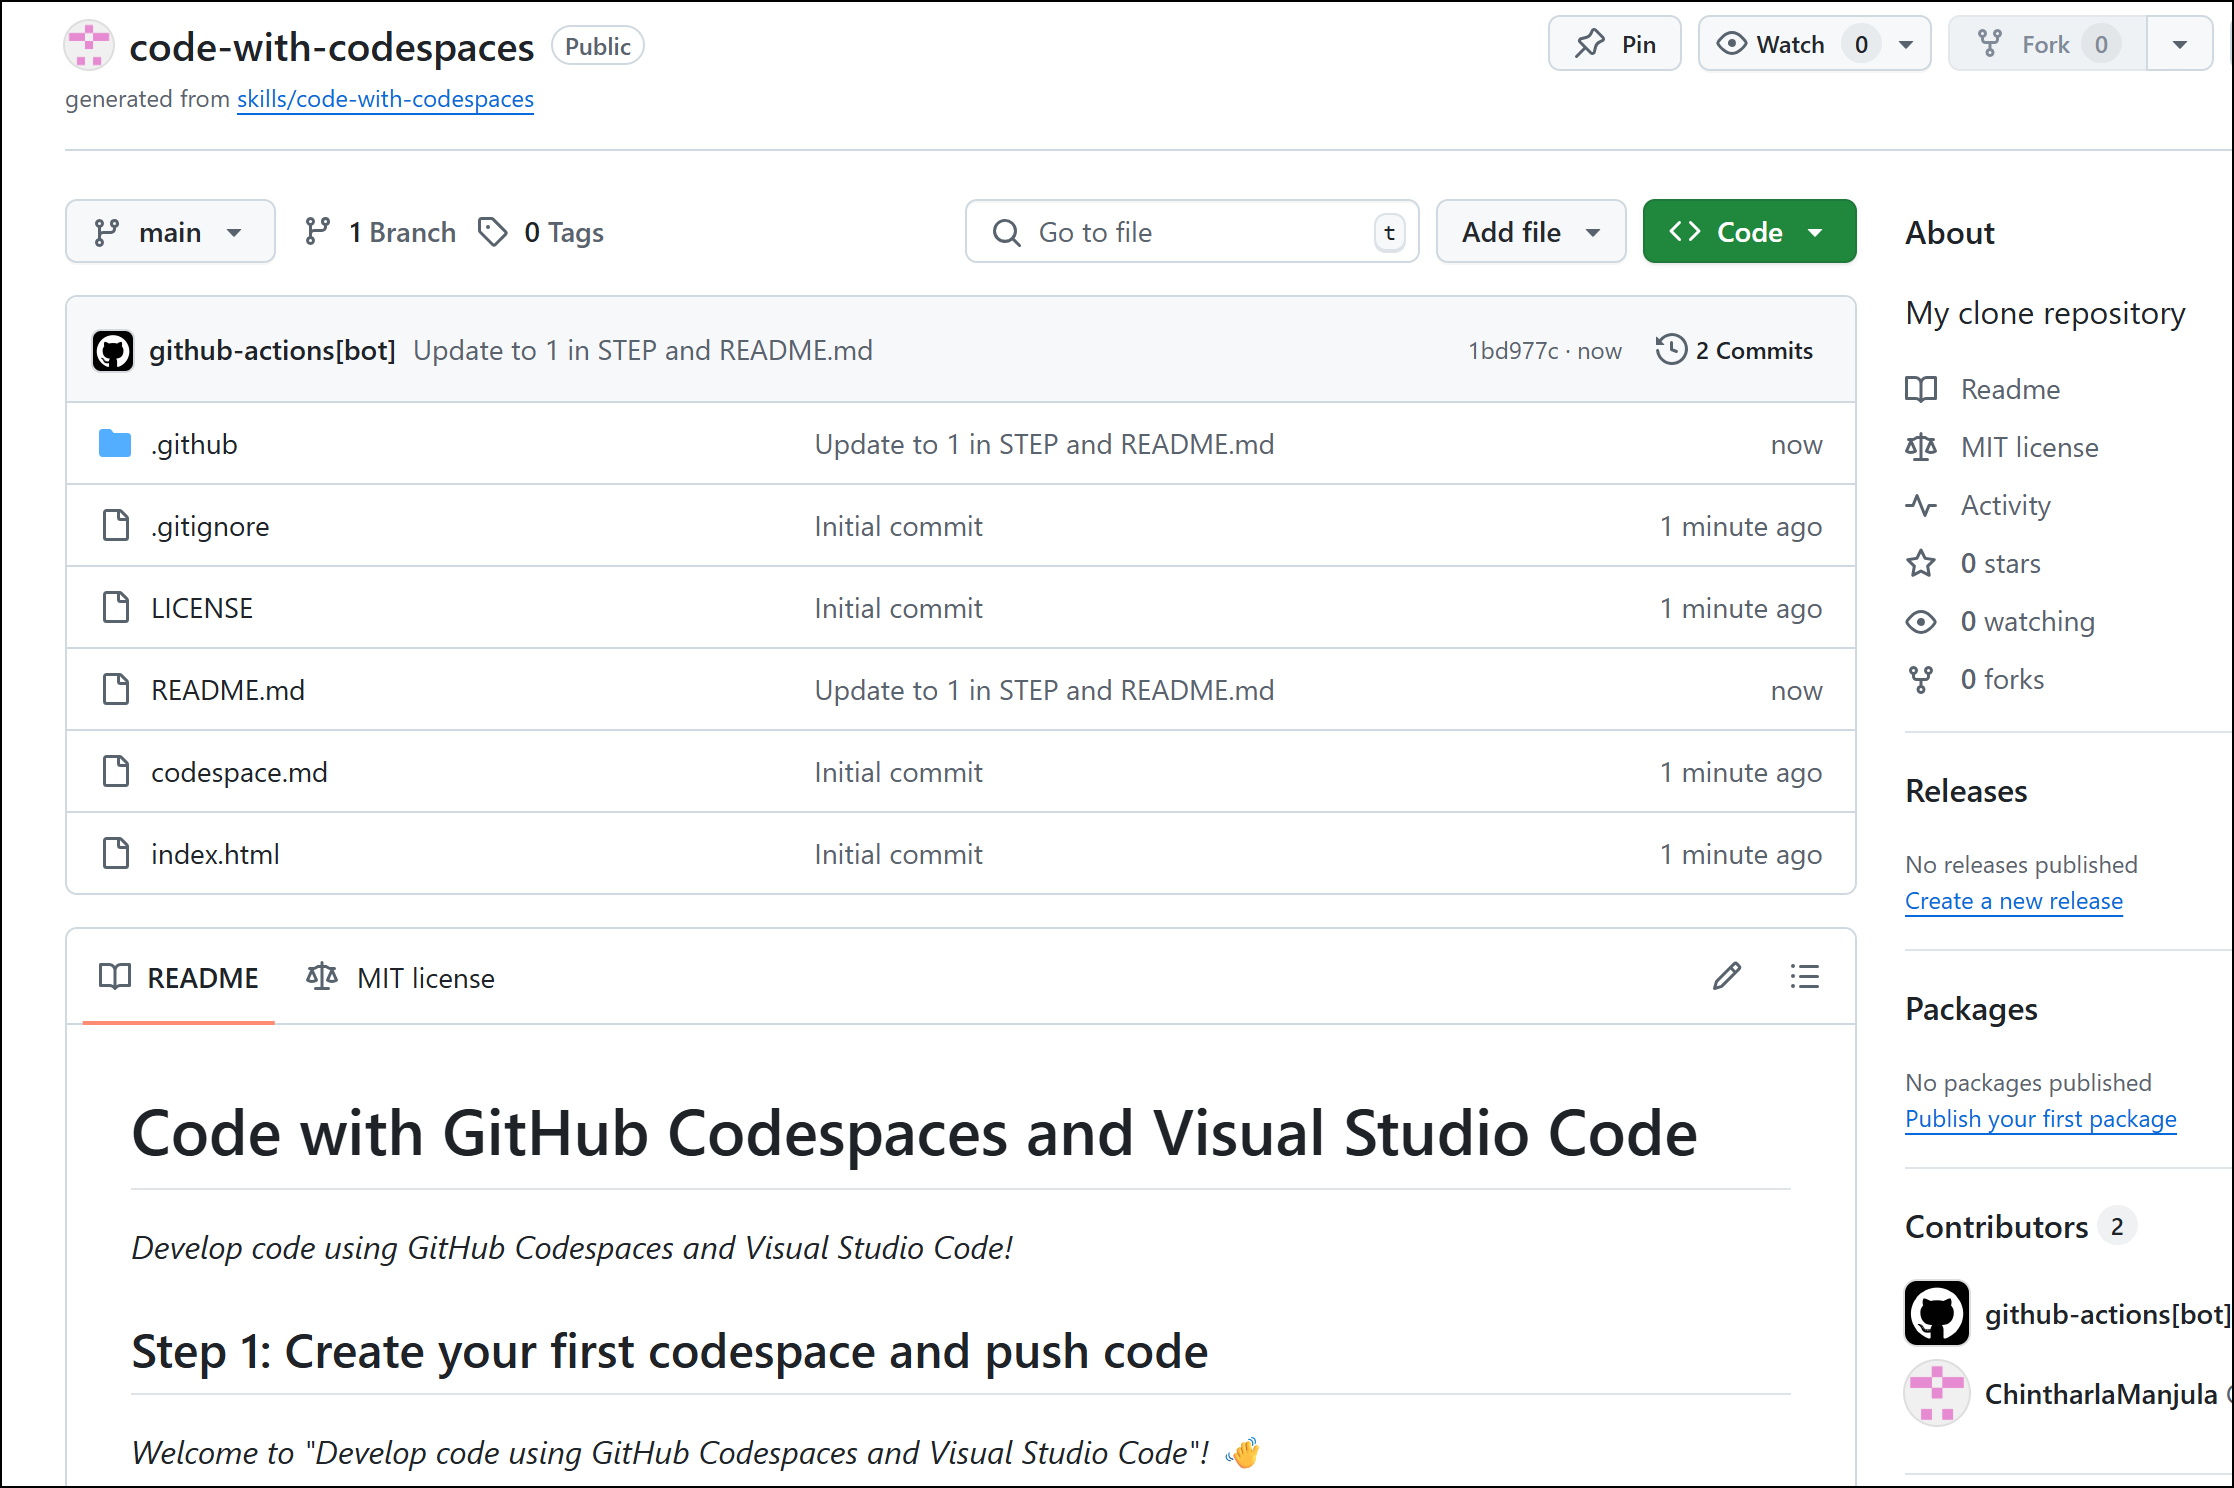 code-with-codespaces Public
Pin Watch 0 Fork 0
generated from skills/code-with-codespaces
main 1 Branch 0 Tags Go to file t Add file Code
github-actions[bot] Update to 1 in STEP and README.md 1bd977c · now 2 Commits
.github Update to 1 in STEP and README.md now
.gitignore Initial commit 1 minute ago
LICENSE Initial commit 1 minute ago
README.md Update to 1 in STEP and README.md now
codespace.md Initial commit 1 minute ago
index.html Initial commit 1 minute ago
README MIT license
Code with GitHub Codespaces and Visual Studio Code
Develop code using GitHub Codespaces and Visual Studio Code!
Step 1: Create your first codespace and push code
Welcome to "Develop code using GitHub Codespaces and Visual Studio Code"! 👋
About
My clone repository
Readme
MIT license
Activity
0 stars
0 watching
0 forks
Releases
No releases published
Create a new release
Packages
No packages published
Publish your first package
Contributors 2
github-actions[bot]
ChintharlaManjula